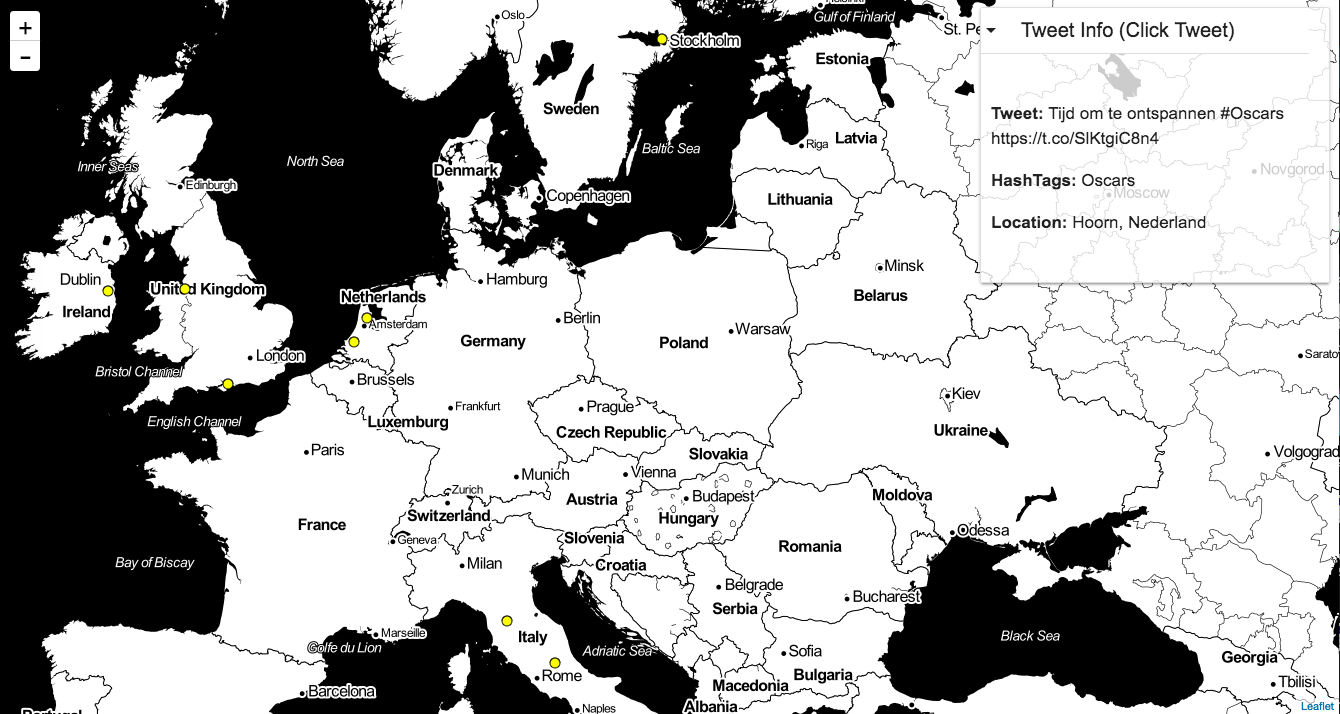 +
−
Oslo
Helsinki
Gulf of Finland
St. Pe
Tweet Info (Click Tweet)
Stockholm
Estonia
Sweden
Tweet: Tijd om te ontspannen #Oscars
https://t.co/SlKtgiC8n4
Baltic Sea
Riga
Latvia
North Sea
Inner Seas
Denmark
Novgorod
HashTags: Oscars
Edinburgh
Moscow
Copenhagen
Lithuania
Location: Hoorn, Nederland
Minsk
Dublin
Hamburg
United Kingdom
Netherlands
Belarus
Ireland
Berlin
Amsterdam
Warsaw
Germany
Poland
London
Sarato
Bristol Channel
Brussels
Kiev
Frankfurt
Prague
English Channel
Luxemburg
Czech Republic
Ukraine
Paris
Slovakia
Volgograd
Munich
Vienna
Zurich
Austria
Budapest
Moldova
Switzerland
Hungary
France
Odessa
Geneva
Slovenia
Romania
Bay of Biscay
Milan
Croatia
Belgrade
Bucharest
Serbia
Marseille
Italy
Black Sea
Golfe du Lion
Adriatic Sea
Sofia
Georgia
Rome
Bulgaria
Tbilisi
Macedonia
Barcelona
Naples
Albania
Leaflet
Portugal